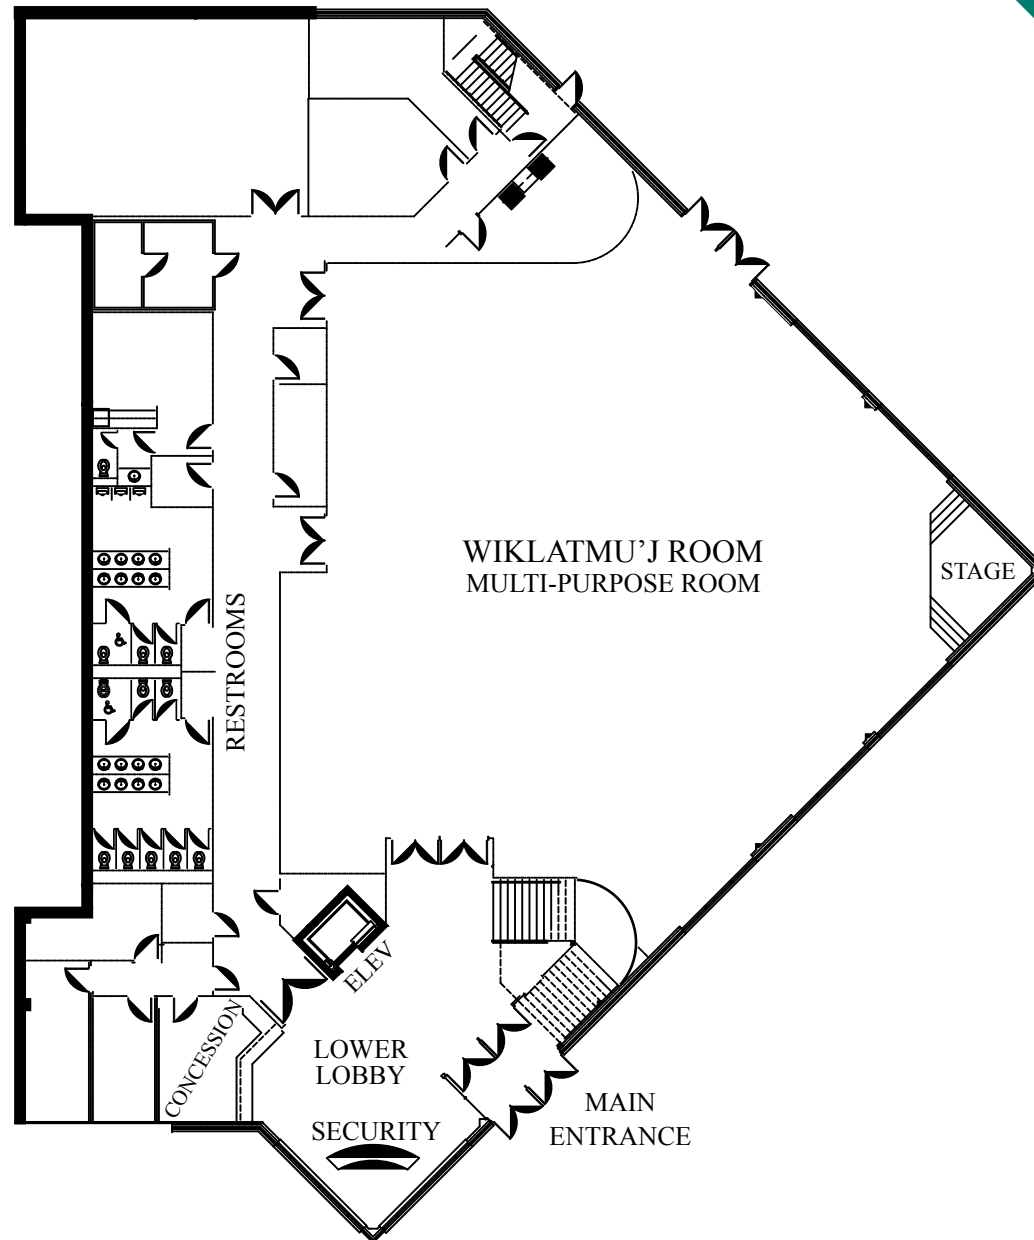 WIKLATMU’J ROOM
MULTI-PURPOSE ROOM
STAGE
RESTROOMS
ELEV
CONCESSION
LOWER
LOBBY
SECURITY
MAIN
ENTRANCE